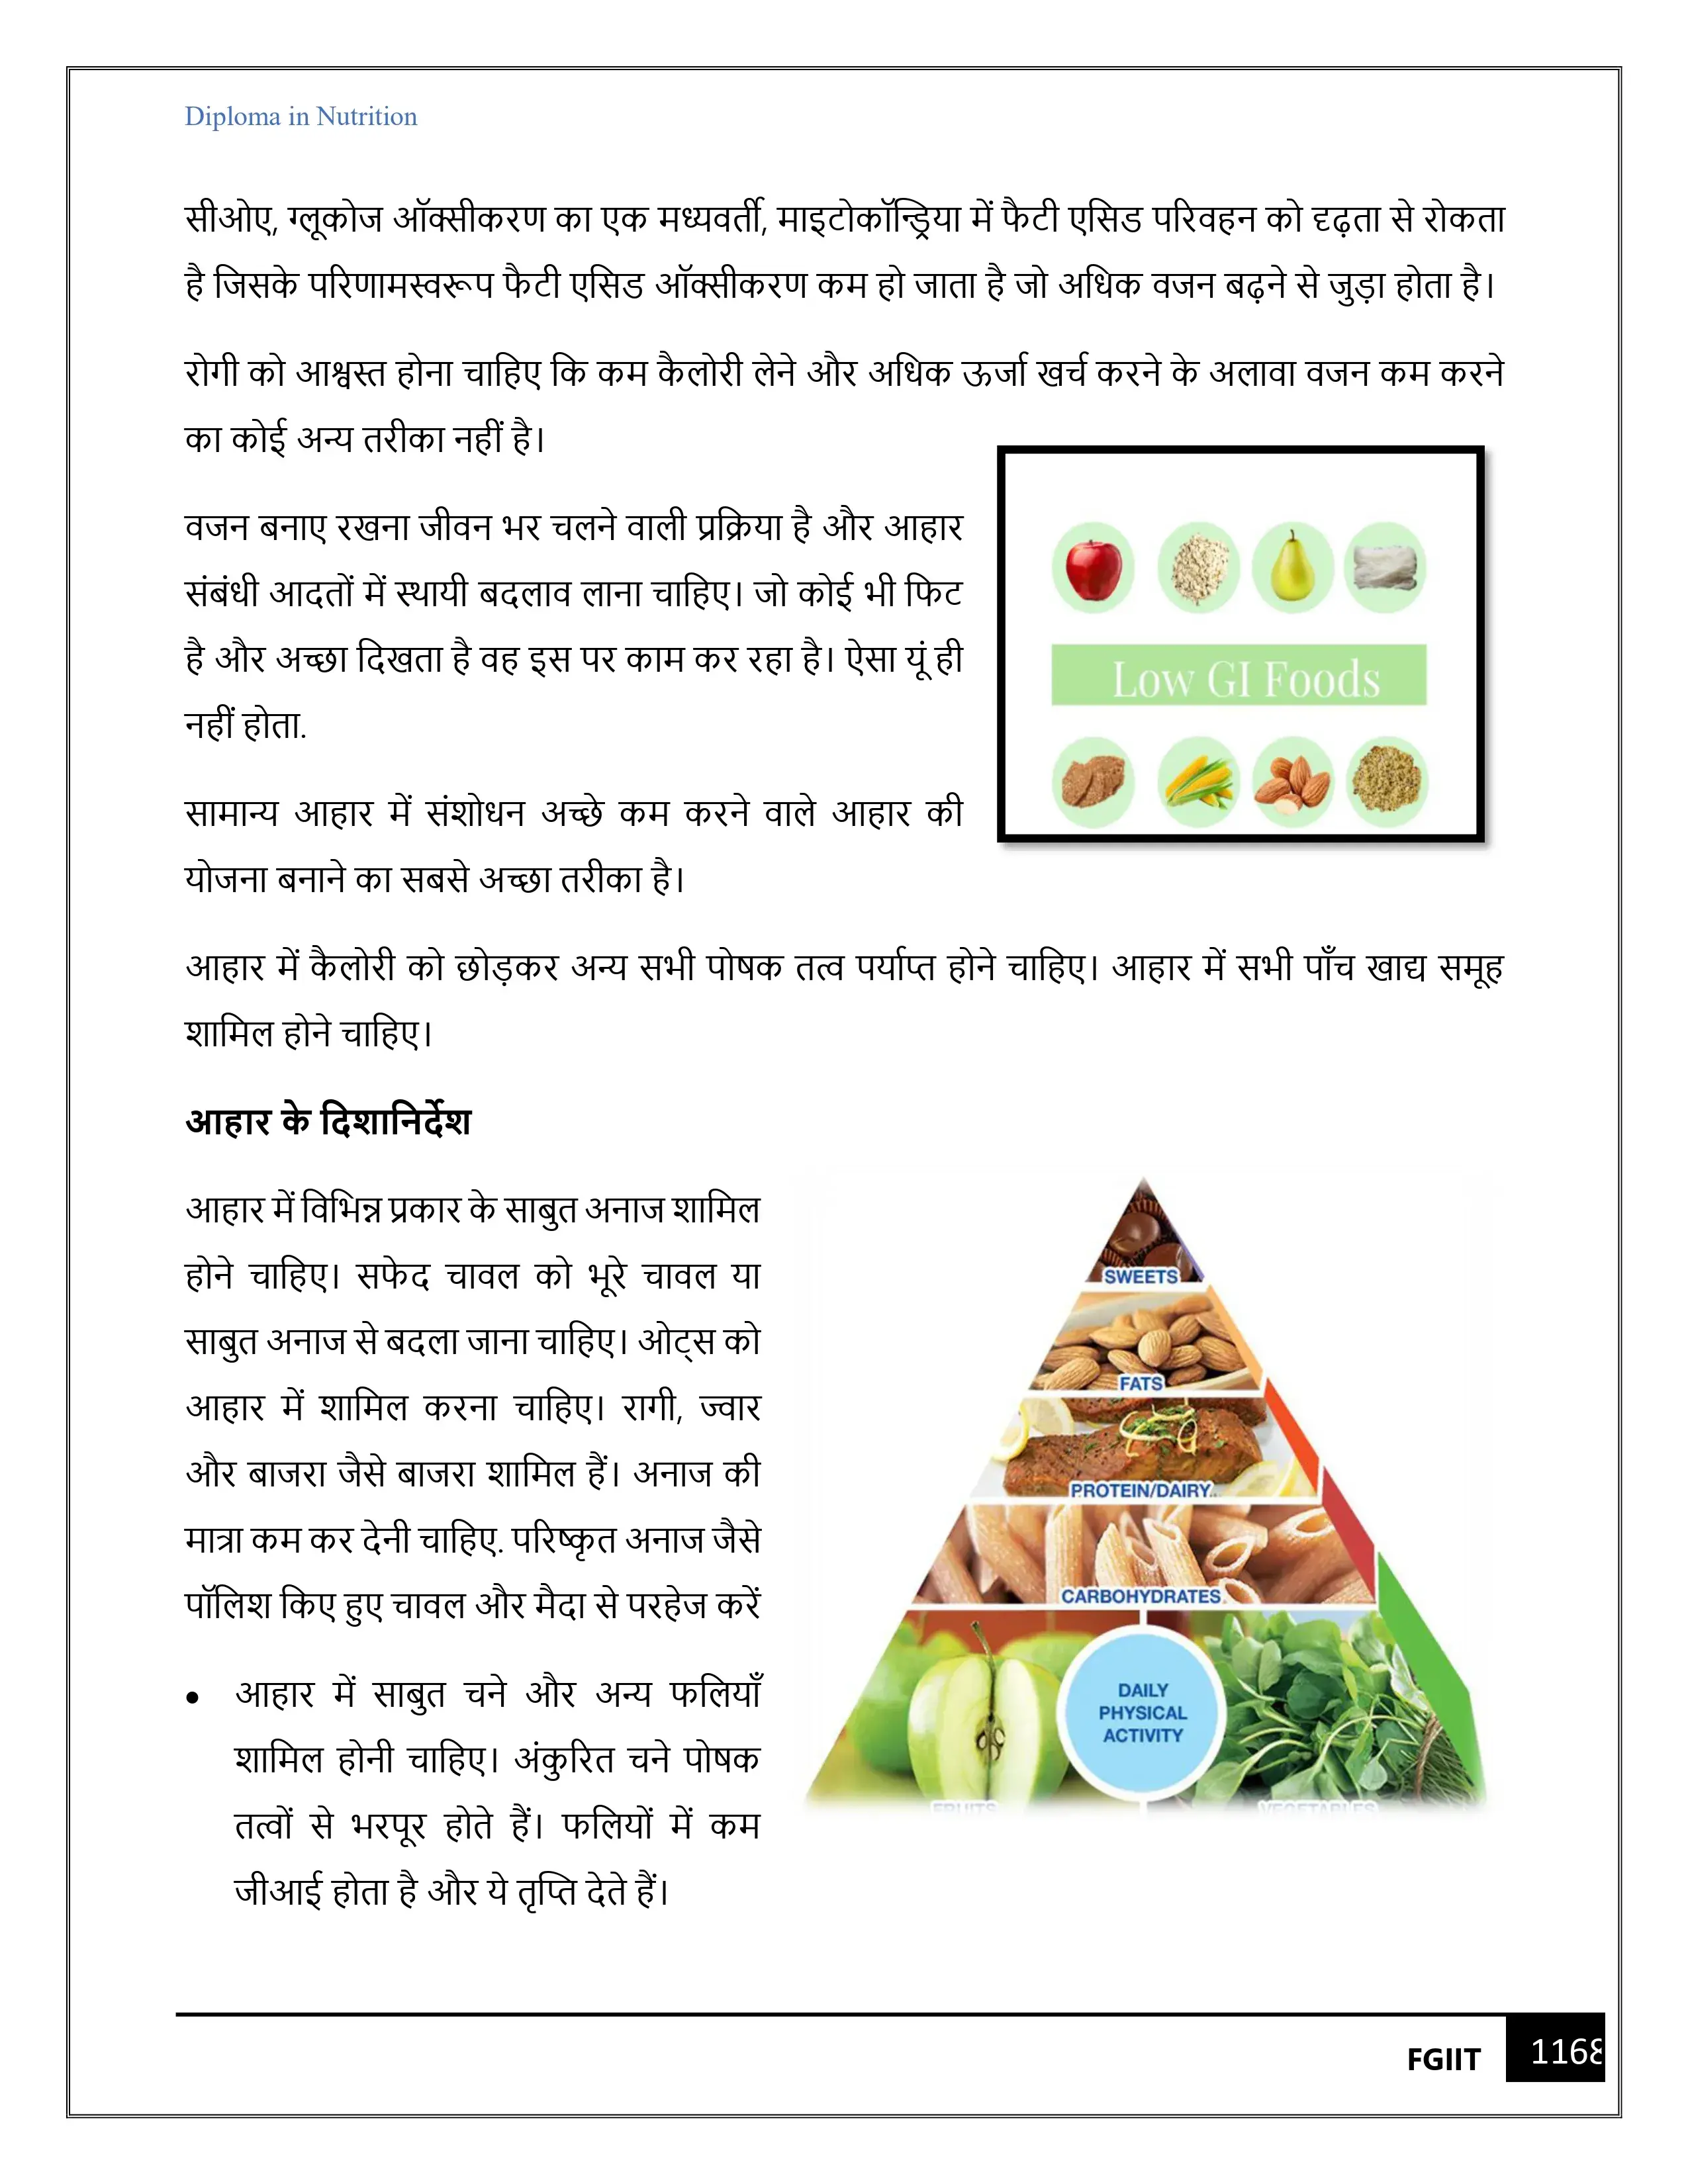 Diploma in Nutrition
सीओए, ग्लूकोज ऑक्सीकरण का एक मध्यवर्ती, माइटोकॉन्ड्रिया में फैटी एसिड परिवहन को दृढ़ता से रोकता
है जिसके परिणामस्वरूप फैटी एसिड ऑक्सीकरण कम हो जाता है जो अधिक वजन बढ़ने से जुड़ा होता है।
रोगी को आश्वस्त होना चाहिए कि कम कैलोरी लेने और अधिक ऊर्जा खर्च करने के अलावा वजन कम करने
का कोई अन्य तरीका नहीं है।
वजन बनाए रखना जीवन भर चलने वाली प्रक्रिया है और आहार
संबंधी आदतों में स्थायी बदलाव लाना चाहिए। जो कोई भी फिट
है और अच्छा दिखता है वह इस पर काम कर रहा है। ऐसा यूं ही
नहीं होता.
Low GI Foods
सामान्य आहार में संशोधन अच्छे कम करने वाले आहार की
योजना बनाने का सबसे अच्छा तरीका है।
आहार में कैलोरी को छोड़कर अन्य सभी पोषक तत्व पर्याप्त होने चाहिए। आहार में सभी पाँच खाद्य समूह
शामिल होने चाहिए।
आहार के दिशानिर्देश
आहार में विभिन्न प्रकार के साबुत अनाज शामिल
होने चाहिए। सफेद चावल को भूरे चावल या
साबुत अनाज से बदला जाना चाहिए। ओट्स को
आहार में शामिल करना चाहिए। रागी, ज्वार
और बाजरा जैसे बाजरा शामिल हैं। अनाज की
मात्रा कम कर देनी चाहिए. परिष्कृत अनाज जैसे
पॉलिश किए हुए चावल और मैदा से परहेज करें
• आहार में साबुत चने और अन्य फलियाँ
शामिल होनी चाहिए। अंकुरित चने पोषक
तत्वों से भरपूर होते हैं। फलियों में कम
जीआई होता है और ये तृप्ति देते हैं।
SWEETS
FATS
PROTEIN/DAIRY
CARBOHYDRATES
DAILY
PHYSICAL
ACTIVITY
FRUITS
VEGETABLES
FGIIT
1168